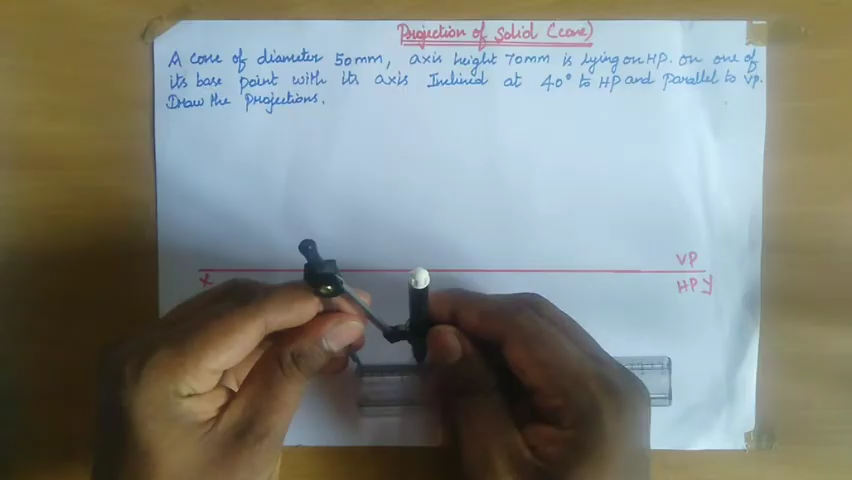 Projection of Solid (cone)
A cone of diameter 50mm, axis height 70mm is lying on HP. on one of
its base point with its axis Inclined at 40° to HP and parallel to VP.
Draw the projections.
VP
X
HP Y